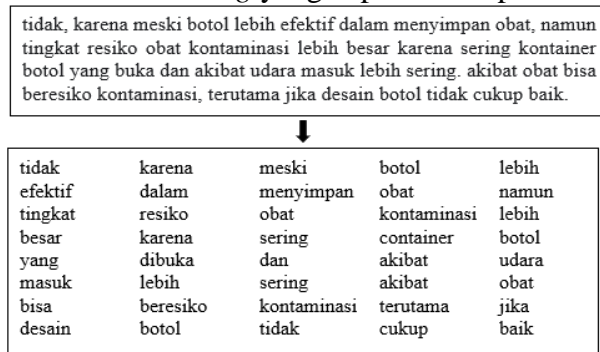 tidak, karena meski botol lebih efektif dalam menyimpan obat, namun
tingkat resiko obat kontaminasi lebih besar karena sering kontainer
botol yang buka dan akibat udara masuk lebih sering. akibat obat bisa
beresiko kontaminasi, terutama jika desain botol tidak cukup baik.
tidak karena meski botol lebih
efektif dalam menyimpan obat namun
tingkat resiko obat kontaminasi lebih
besar karena sering container botol
yang dibuka dan akibat udara
masuk lebih sering akibat obat
bisa beresiko kontaminasi terutama jika
desain botol tidak cukup baik